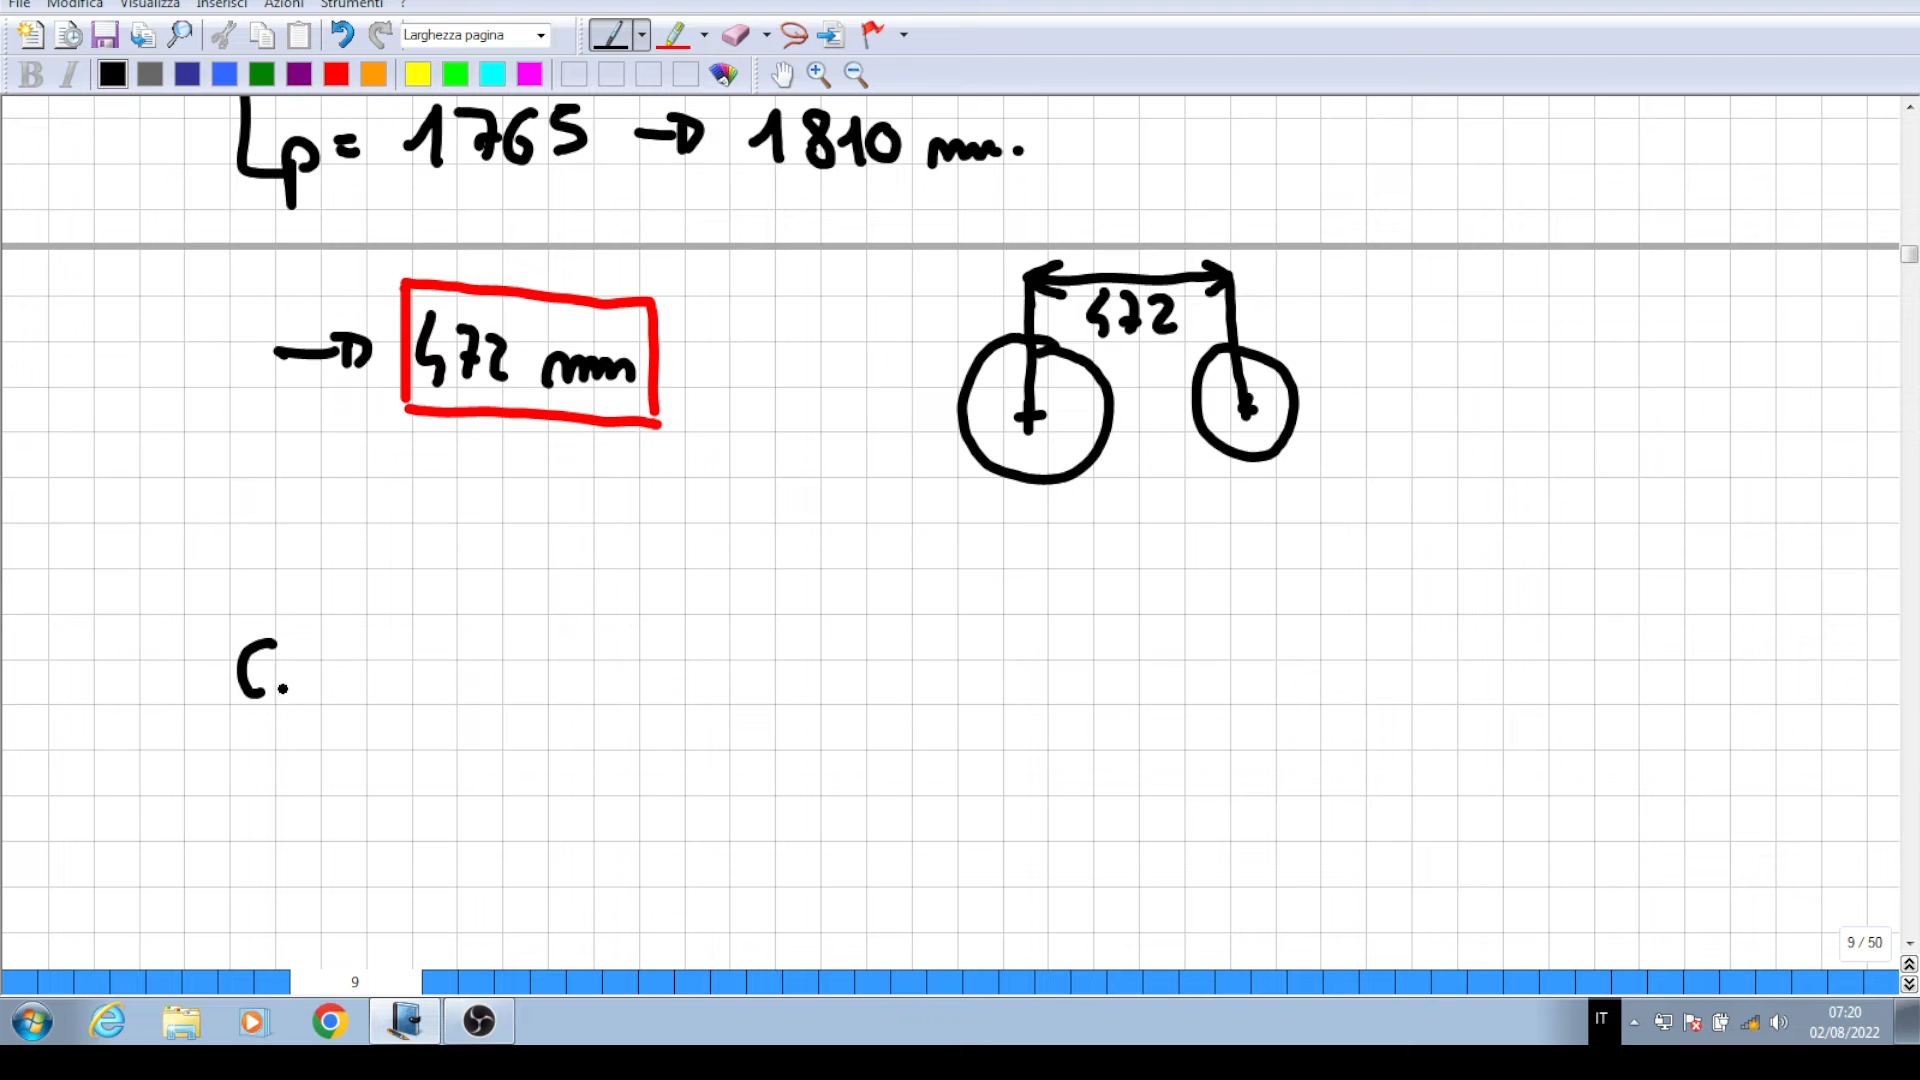 File Modifica Visualizza Inserisci Azioni Strumenti ?
Larghezza pagina
B I
Lp = 1765 → 1810 mm.
→ 472 mm
472
C.
9 / 50
9
IT
07:20
02/08/2022